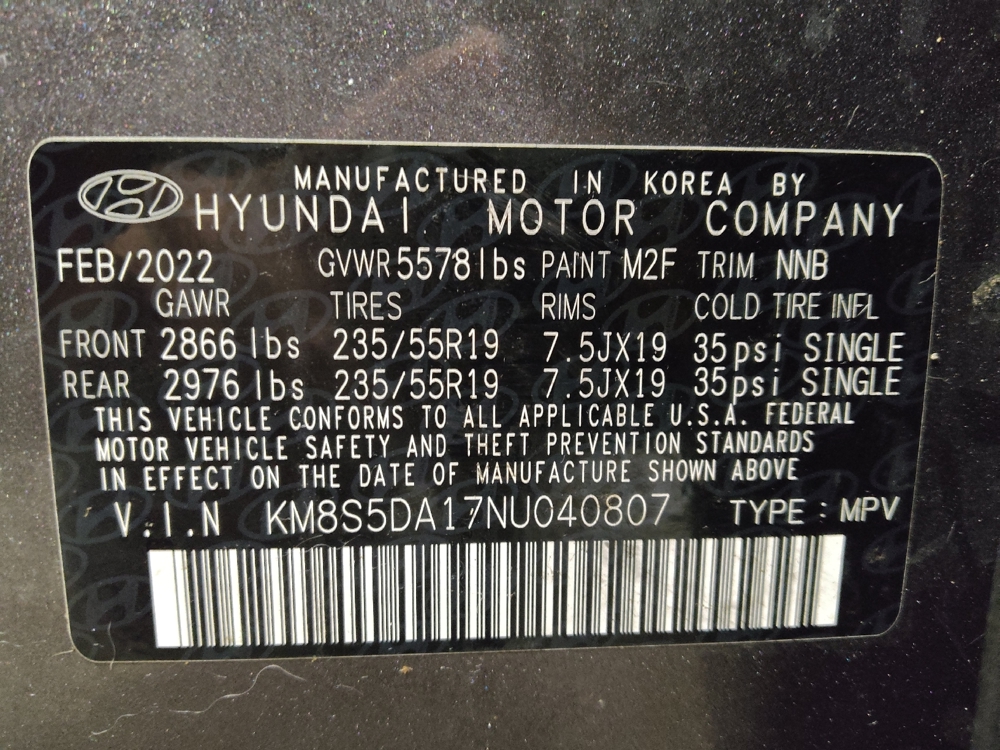 MANUFACTURED IN KOREA BY
HYUNDAI MOTOR COMPANY
FEB/2022 GVWR 5578lbs PAINT M2F TRIM NNB
GAWR TIRES RIMS COLD TIRE INFL
FRONT 2866 lbs 235/55R19 7.5JX19 35psi SINGLE
REAR 2976 lbs 235/55R19 7.5JX19 35psi SINGLE
THIS VEHICLE CONFORMS TO ALL APPLICABLE U.S.A. FEDERAL
MOTOR VEHICLE SAFETY AND THEFT PREVENTION STANDARDS
IN EFFECT ON THE DATE OF MANUFACTURE SHOWN ABOVE
V.I.N KM8S5DA17NU040807 TYPE : MPV